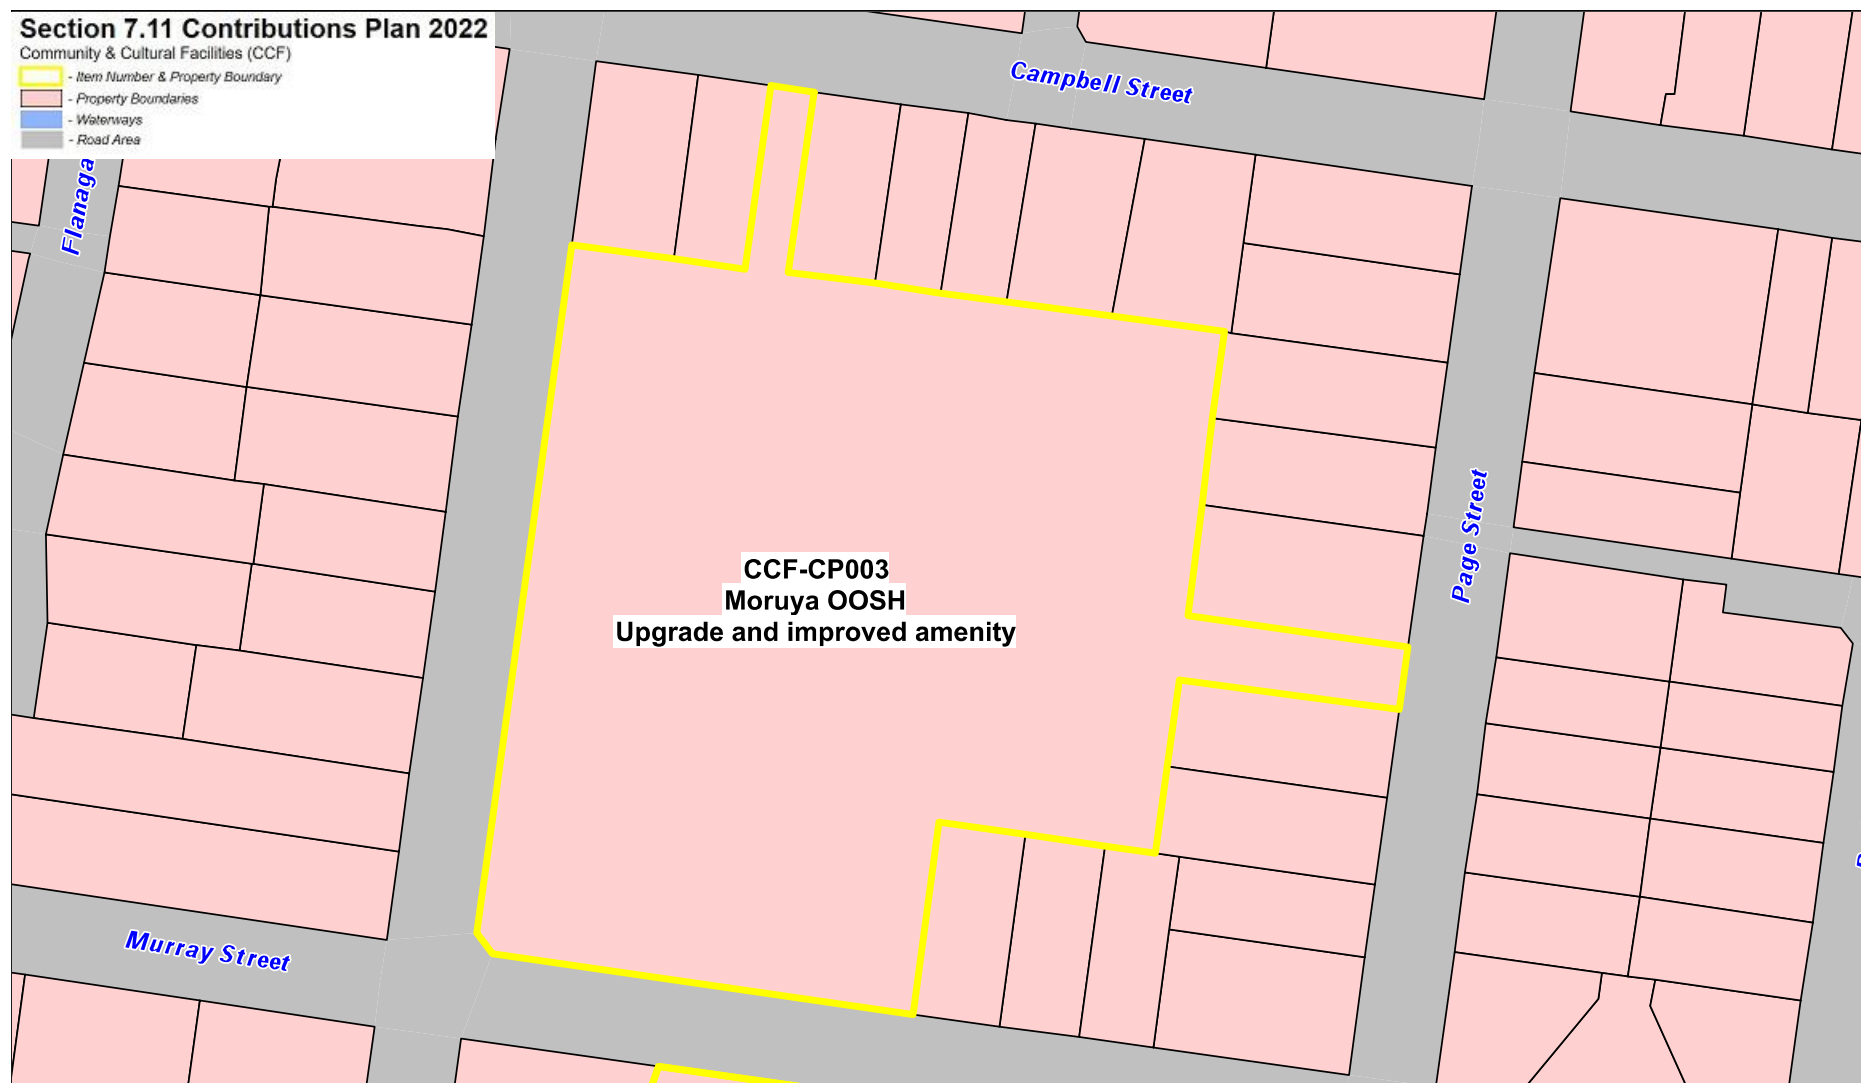 Section 7.11 Contributions Plan 2022
Community & Cultural Facilities (CCF)
- Item Number & Property Boundary
- Property Boundaries
- Waterways
- Road Area
Campbell Street
Flanaga
Page Street
CCF-CP003
Moruya OOSH
Upgrade and improved amenity
Murray Street